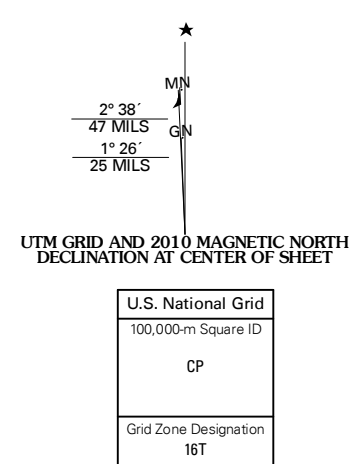 MN
2° 38´
47 MILS
GN
1° 26´
25 MILS
UTM GRID AND 2010 MAGNETIC NORTH
DECLINATION AT CENTER OF SHEET
U.S. National Grid
100,000-m Square ID
CP
Grid Zone Designation
16T